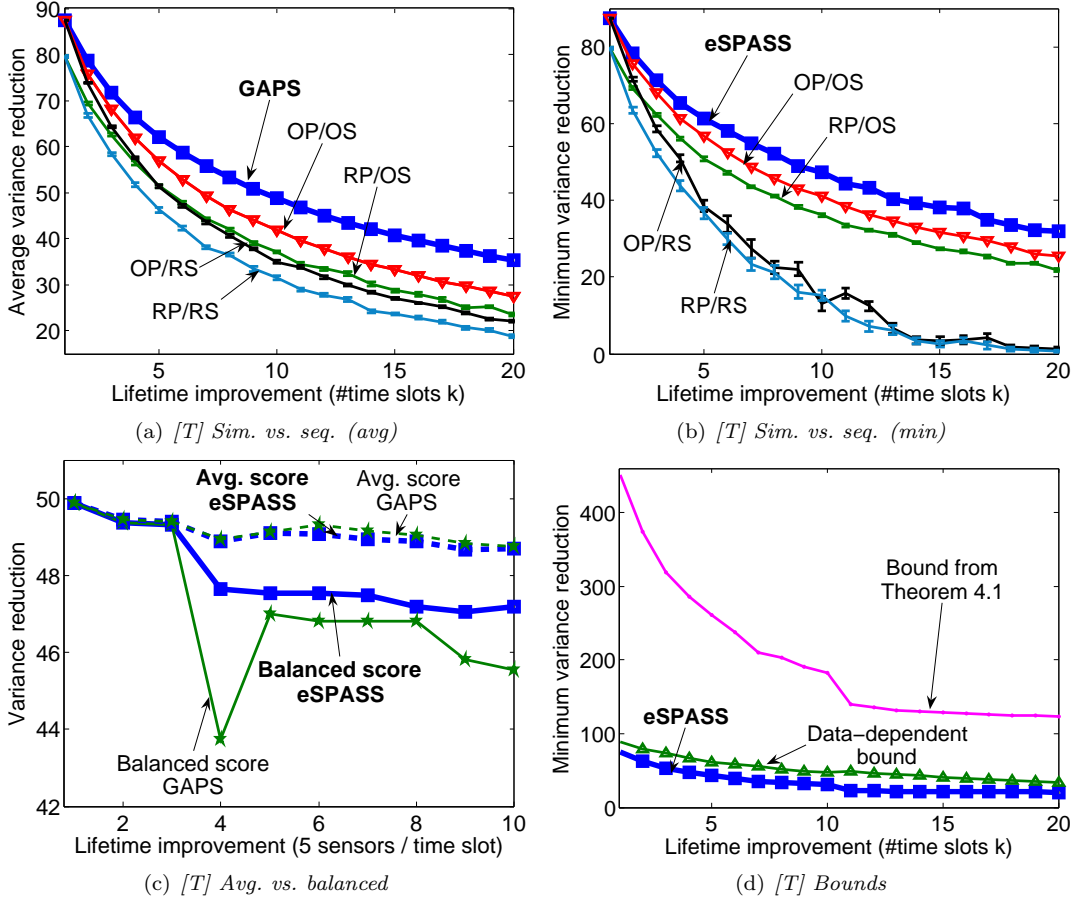 90
80
70
60
50
40
30
20
Average variance reduction
GAPS
OP/OS
RP/OS
OP/RS
RP/RS
5
10
15
20
Lifetime improvement (#time slots k)
(a) [T] Sim. vs. seq. (avg)
80
60
40
20
0
Minimum variance reduction
eSPASS
OP/OS
RP/OS
OP/RS
RP/RS
5
10
15
20
Lifetime improvement (#time slots k)
(b) [T] Sim. vs. seq. (min)
50
48
46
44
42
Variance reduction
Avg. score
eSPASS
Avg. score
GAPS
Balanced score
eSPASS
Balanced score
GAPS
2
4
6
8
10
Lifetime improvement (5 sensors / time slot)
(c) [T] Avg. vs. balanced
400
300
200
100
0
Minimum variance reduction
Bound from
Theorem 4.1
eSPASS
Data−dependent
bound
5
10
15
20
Lifetime improvement (#time slots k)
(d) [T] Bounds